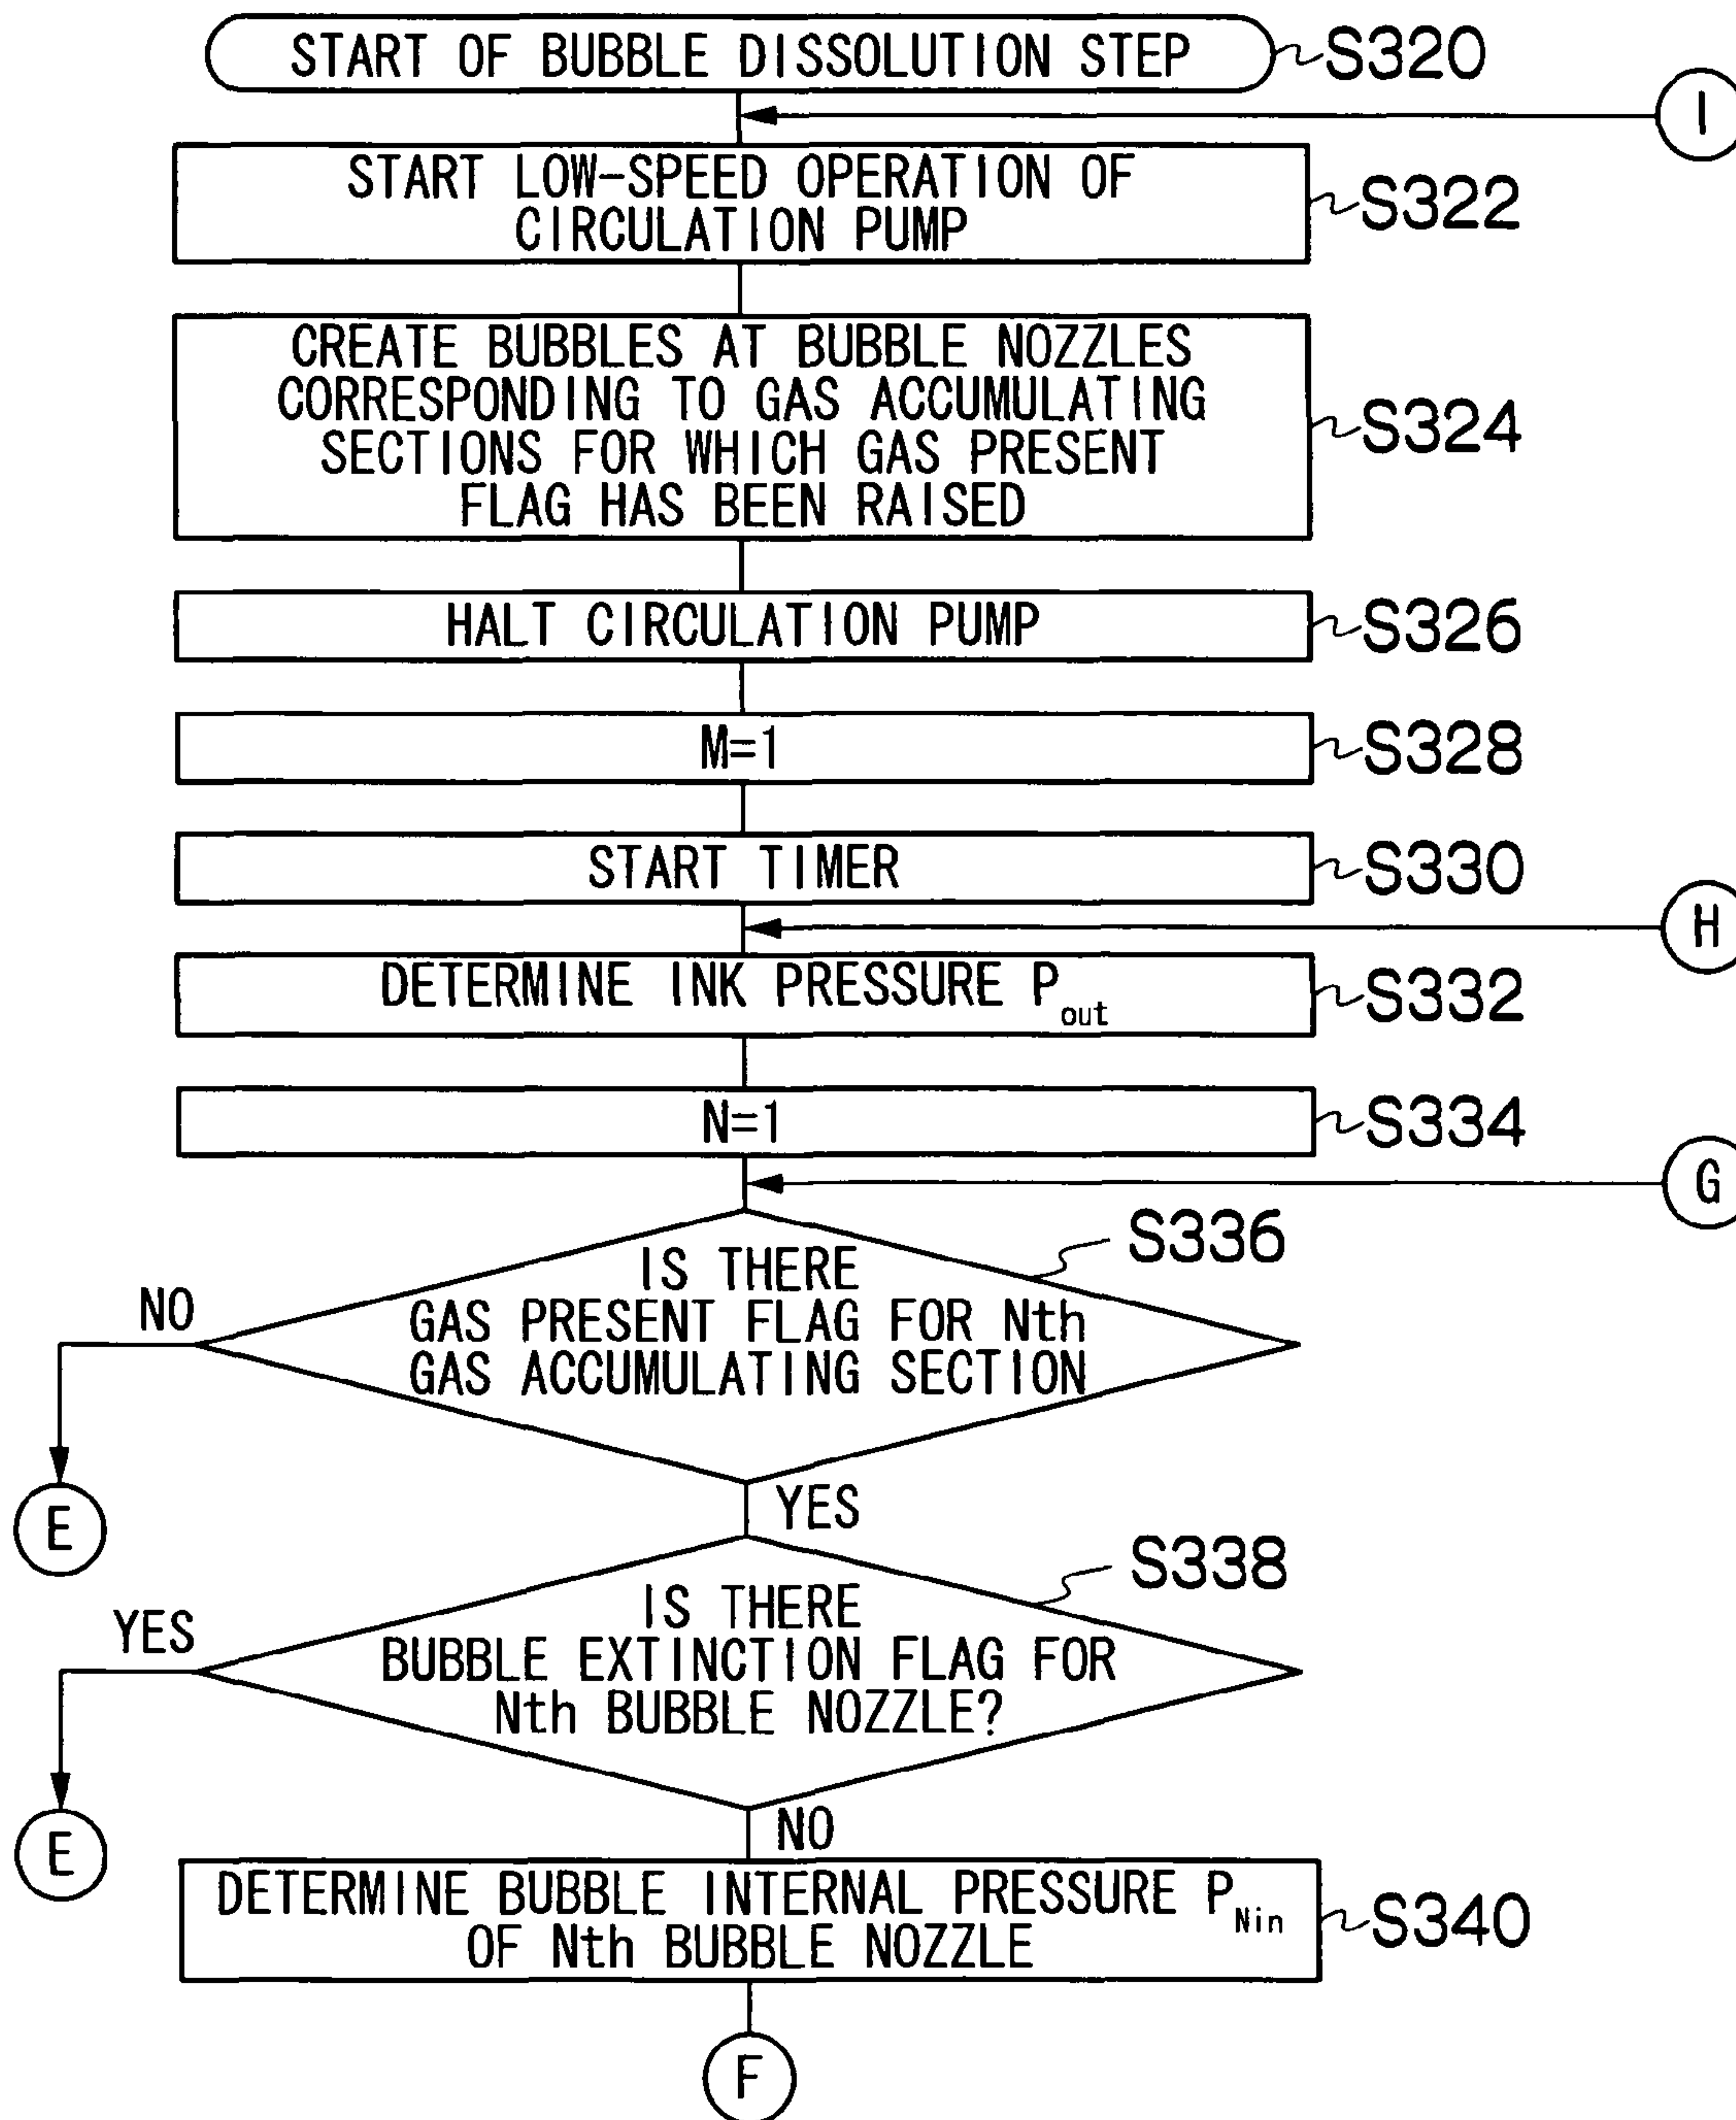 START OF BUBBLE DISSOLUTION STEP
S320
I
START LOW-SPEED OPERATION OF
CIRCULATION PUMP
S322
CREATE BUBBLES AT BUBBLE NOZZLES
CORRESPONDING TO GAS ACCUMULATING
SECTIONS FOR WHICH GAS PRESENT
FLAG HAS BEEN RAISED
S324
HALT CIRCULATION PUMP
S326
M=1
S328
START TIMER
S330
H
DETERMINE INK PRESSURE Pout
S332
N=1
S334
G
S336
IS THERE
GAS PRESENT FLAG FOR Nth
GAS ACCUMULATING SECTION
NO
E
YES
S338
IS THERE
BUBBLE EXTINCTION FLAG FOR
Nth BUBBLE NOZZLE?
YES
E
NO
DETERMINE BUBBLE INTERNAL PRESSURE PNin
OF Nth BUBBLE NOZZLE
S340
F